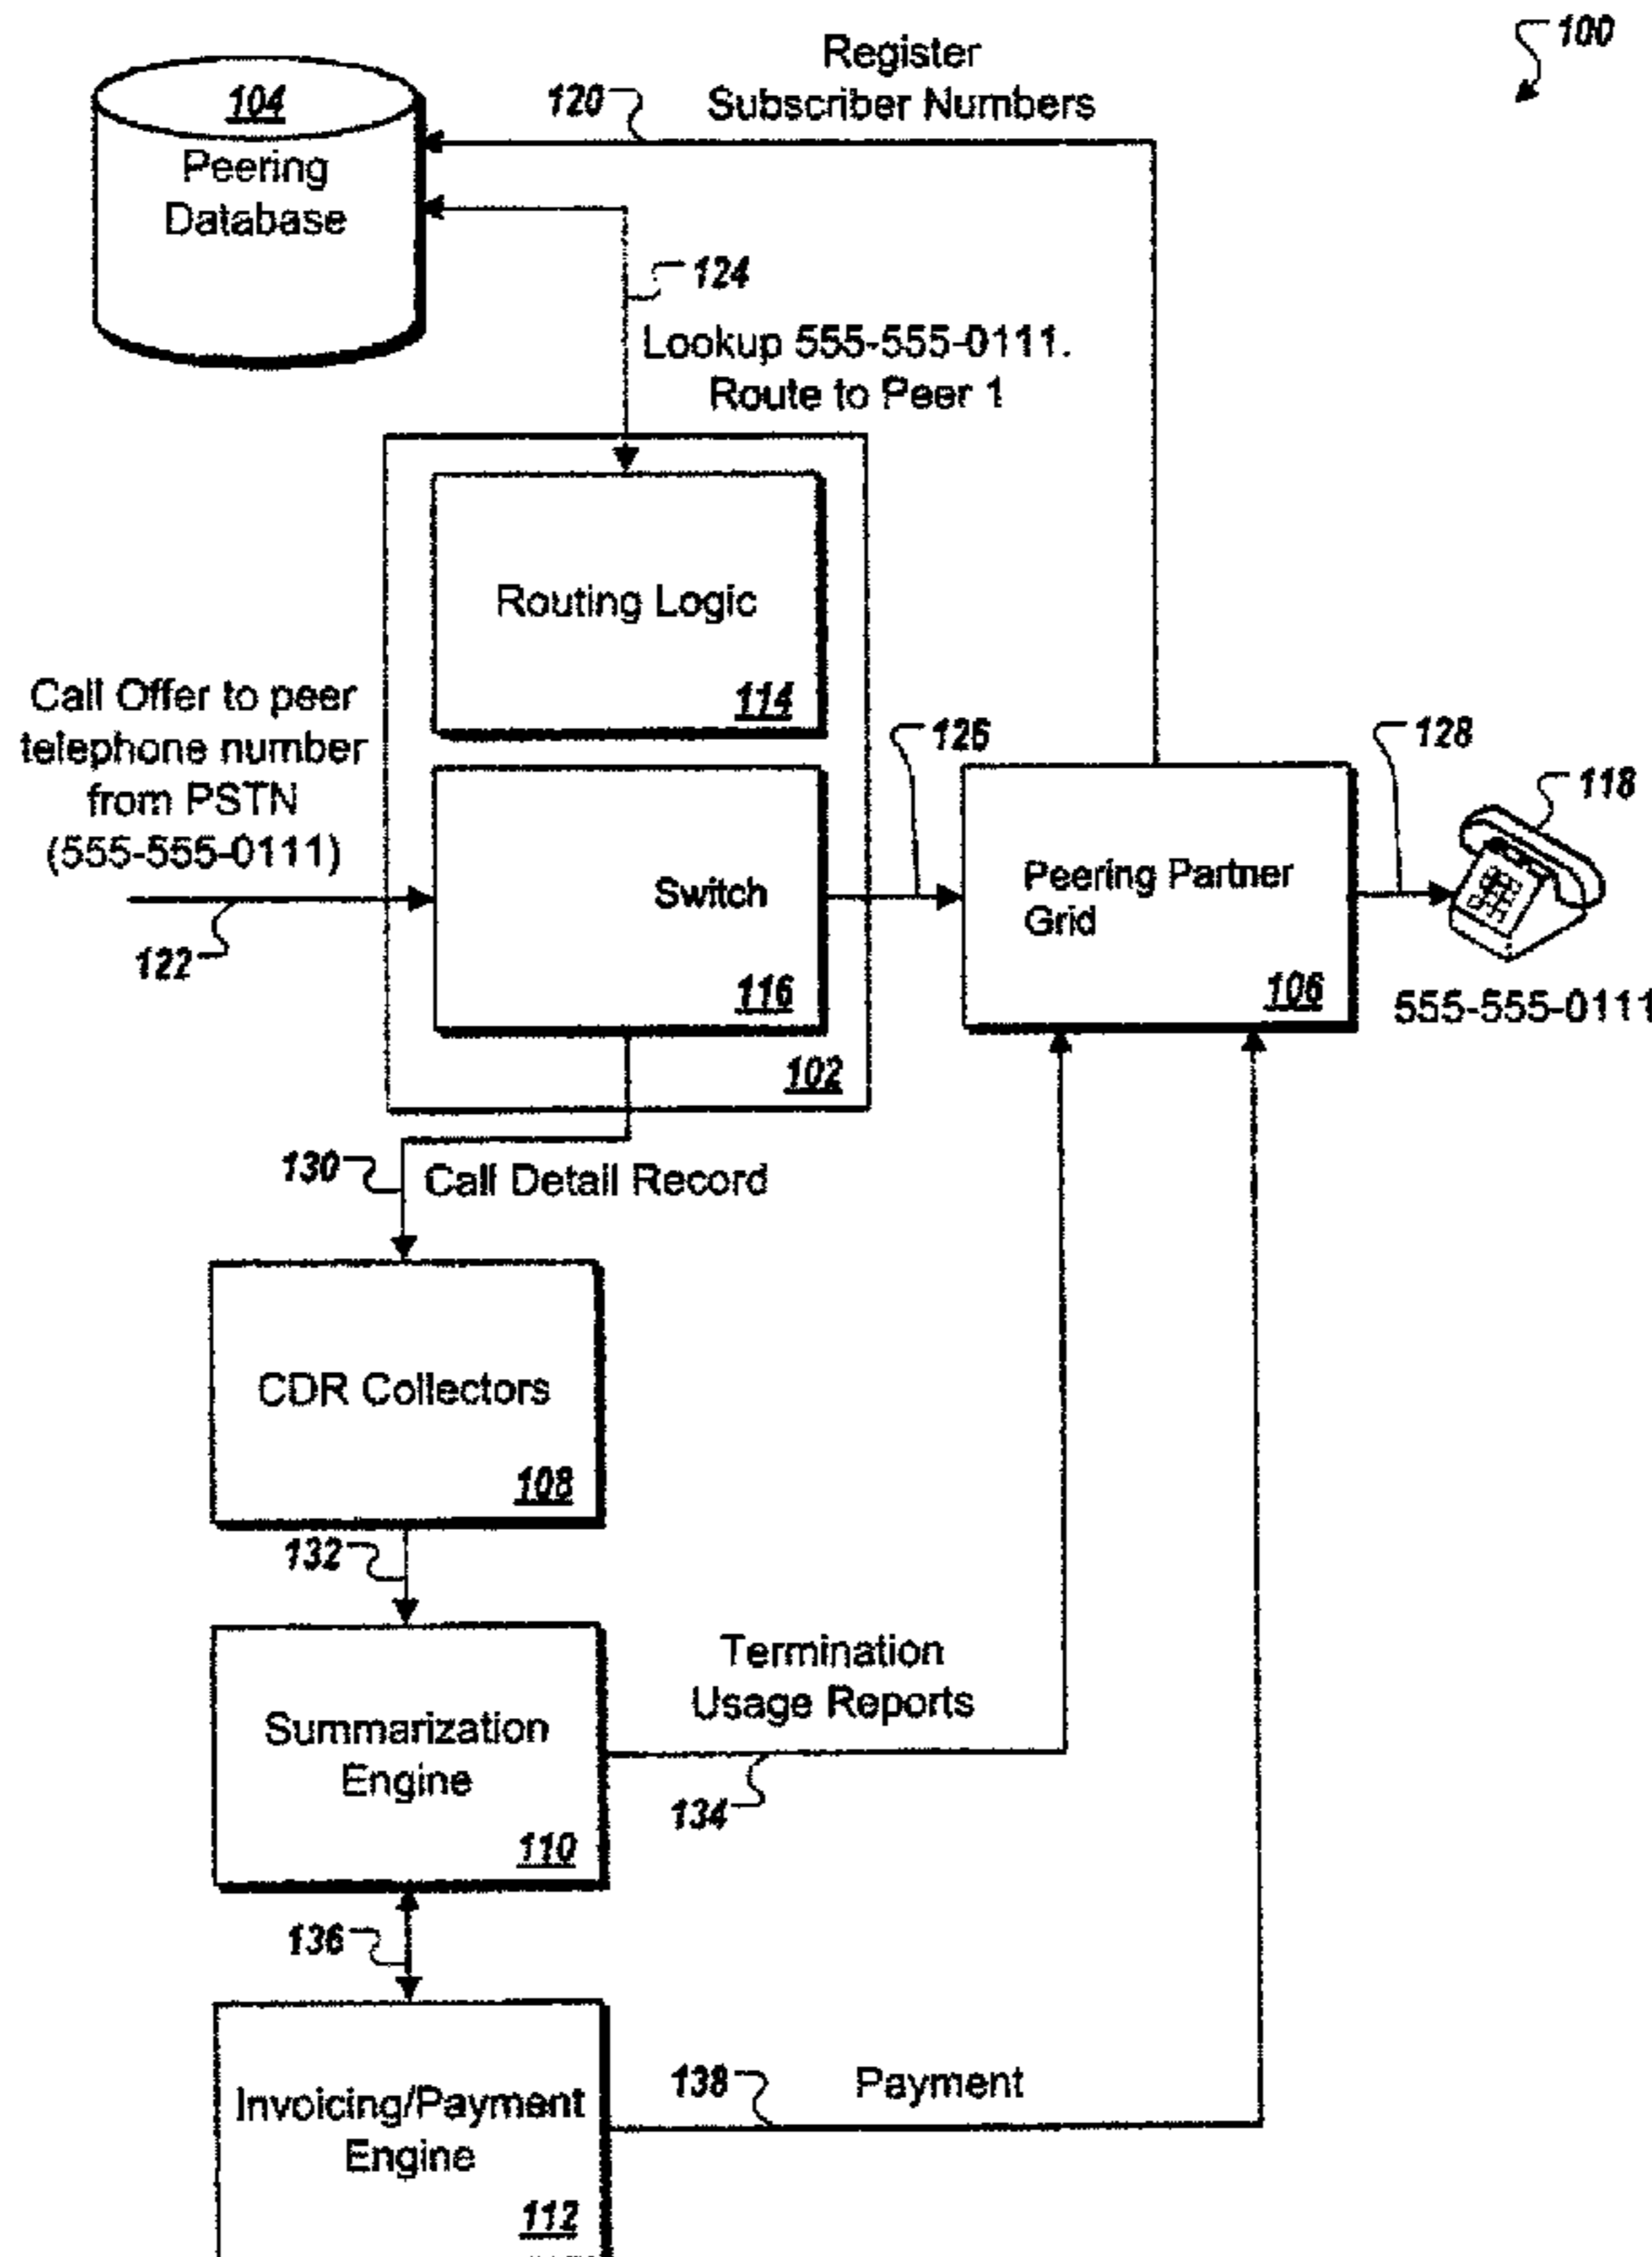 100
Register
120 Subscriber Numbers
104
Peering
Database
124
Lookup 555-555-0111.
Route to Peer 1
Routing Logic
114
Call Offer to peer
telephone number
from PSTN
(555-555-0111)
122
Switch
116
102
126
Peering Partner
Grid
106
128
118
555-555-0111
130
Call Detail Record
CDR Collectors
108
132
Summarization
Engine
110
Termination
Usage Reports
134
136
Invoicing/Payment
Engine
112
138
Payment